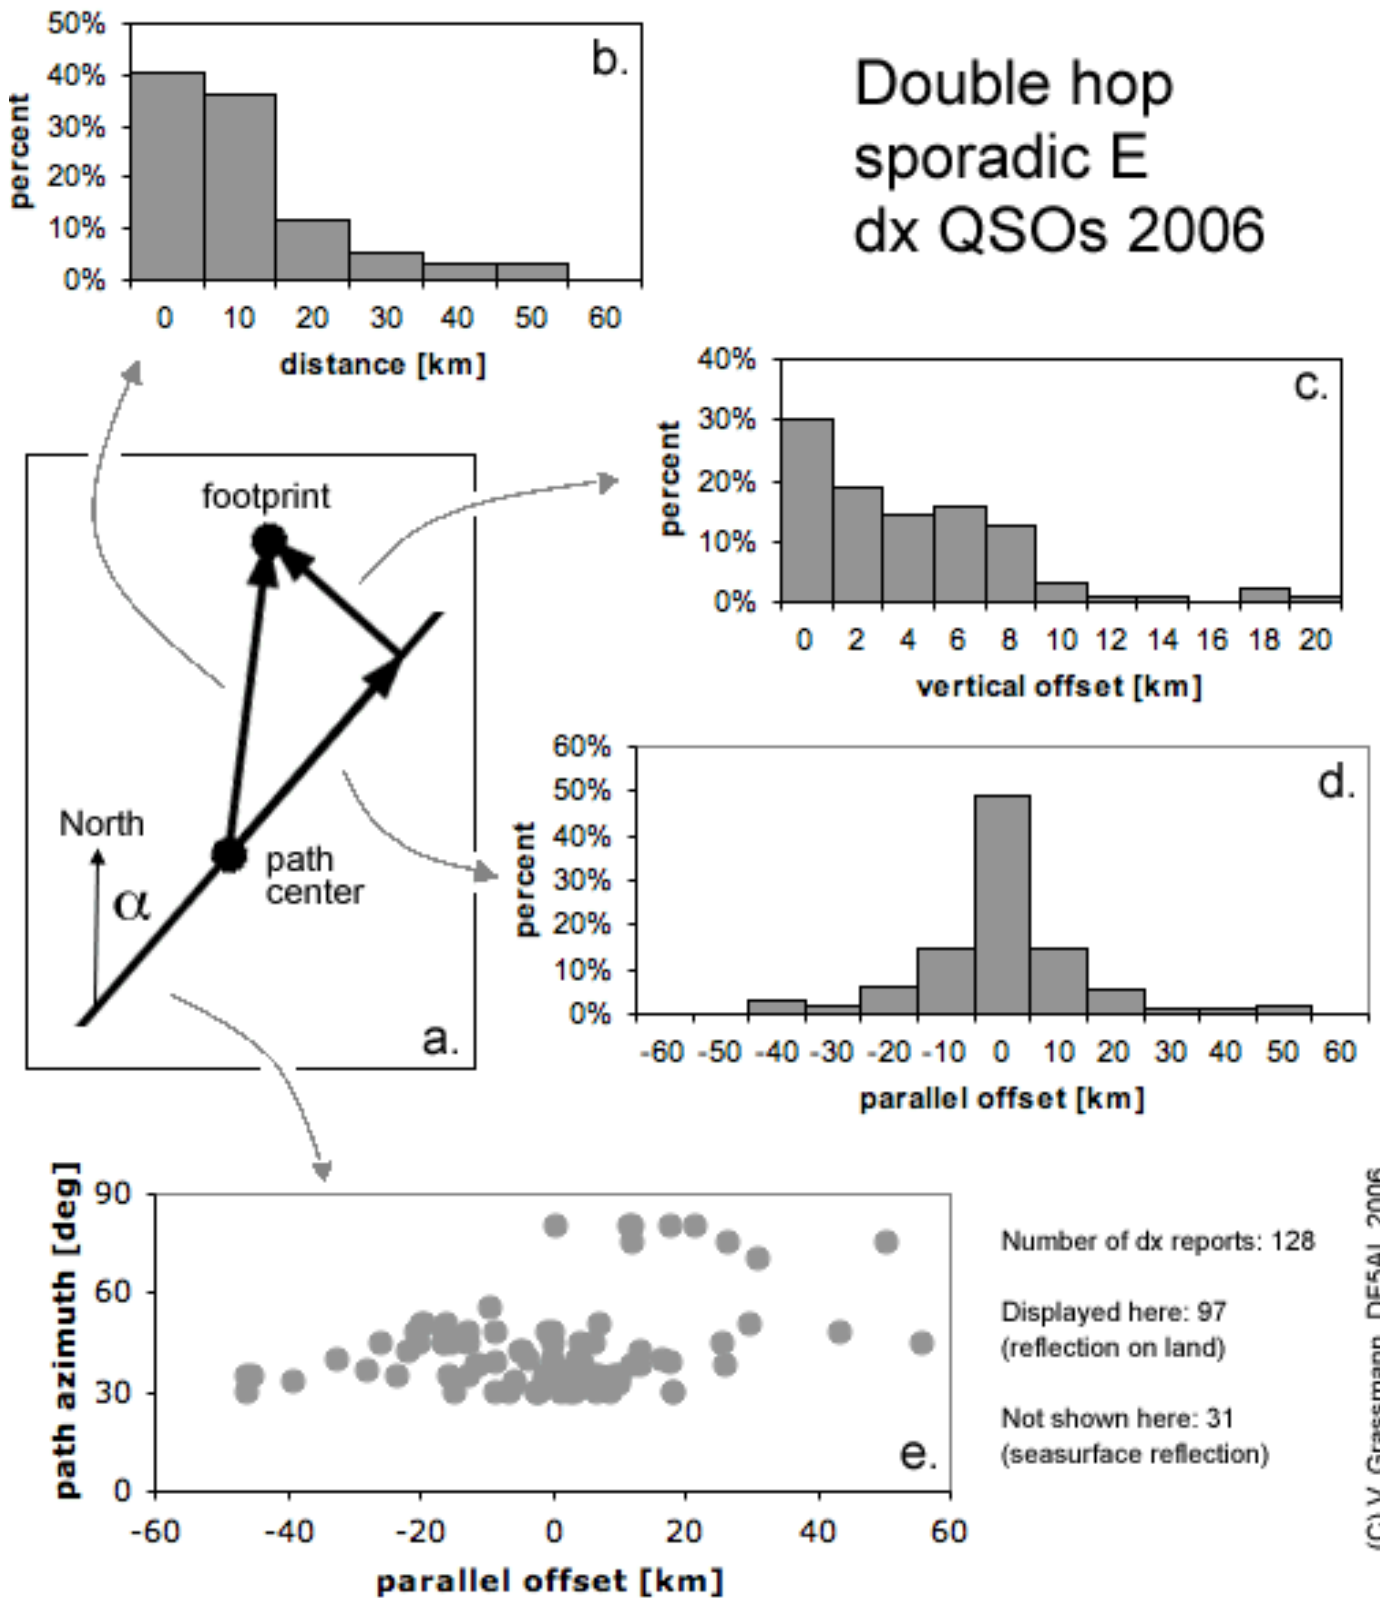 50%
40%
30%
20%
10%
0%
percent
b.
0 10 20 30 40 50 60
distance [km]
Double hop
sporadic E
dx QSOs 2006
40%
30%
20%
10%
0%
percent
c.
0 2 4 6 8 10 12 14 16 18 20
vertical offset [km]
footprint
North
α
path
center
a.
60%
50%
40%
30%
20%
10%
0%
percent
d.
-60 -50 -40 -30 -20 -10 0 10 20 30 40 50 60
parallel offset [km]
90
60
30
0
path azimuth [deg]
e.
-60 -40 -20 0 20 40 60
parallel offset [km]
Number of dx reports: 128
Displayed here: 97
(reflection on land)
Not shown here: 31
(seasurface reflection)
(C) V. Grassmann, DF5AI, 2006